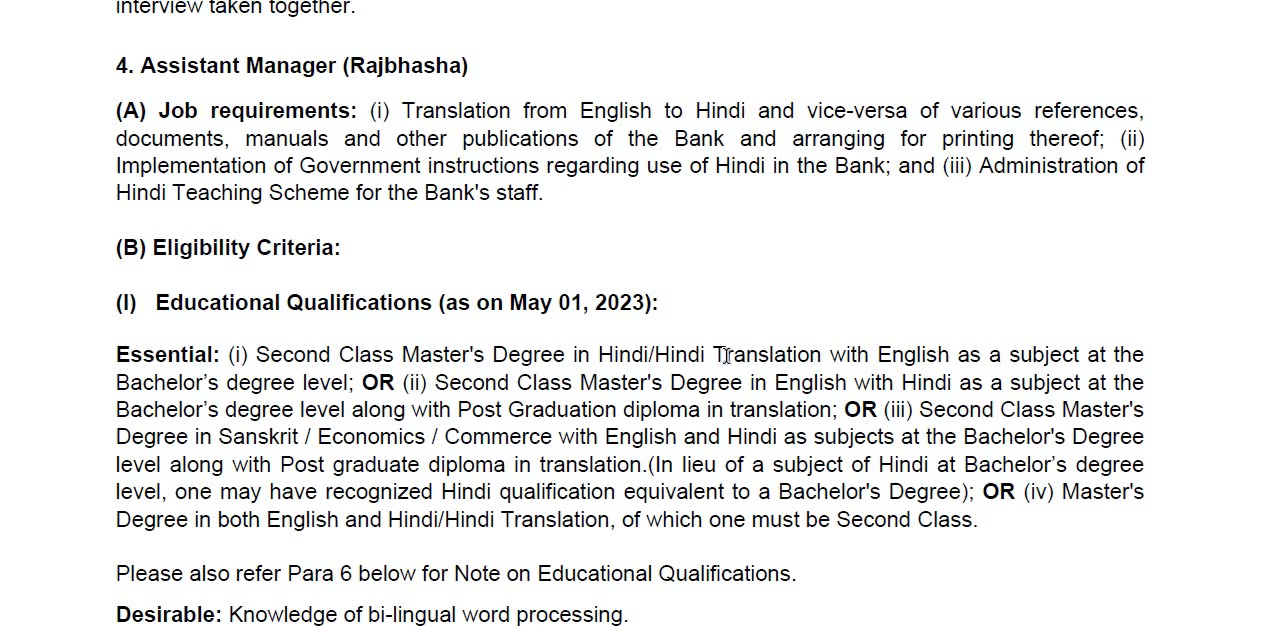 interview taken together.
4. Assistant Manager (Rajbhasha)
(A) Job requirements: (i) Translation from English to Hindi and vice-versa of various references,
documents, manuals and other publications of the Bank and arranging for printing thereof; (ii)
Implementation of Government instructions regarding use of Hindi in the Bank; and (iii) Administration of
Hindi Teaching Scheme for the Bank's staff.
(B) Eligibility Criteria:
(I) Educational Qualifications (as on May 01, 2023):
Essential: (i) Second Class Master's Degree in Hindi/Hindi Translation with English as a subject at the
Bachelor’s degree level; OR (ii) Second Class Master's Degree in English with Hindi as a subject at the
Bachelor’s degree level along with Post Graduation diploma in translation; OR (iii) Second Class Master's
Degree in Sanskrit / Economics / Commerce with English and Hindi as subjects at the Bachelor's Degree
level along with Post graduate diploma in translation.(In lieu of a subject of Hindi at Bachelor’s degree
level, one may have recognized Hindi qualification equivalent to a Bachelor's Degree); OR (iv) Master's
Degree in both English and Hindi/Hindi Translation, of which one must be Second Class.
Please also refer Para 6 below for Note on Educational Qualifications.
Desirable: Knowledge of bi-lingual word processing.